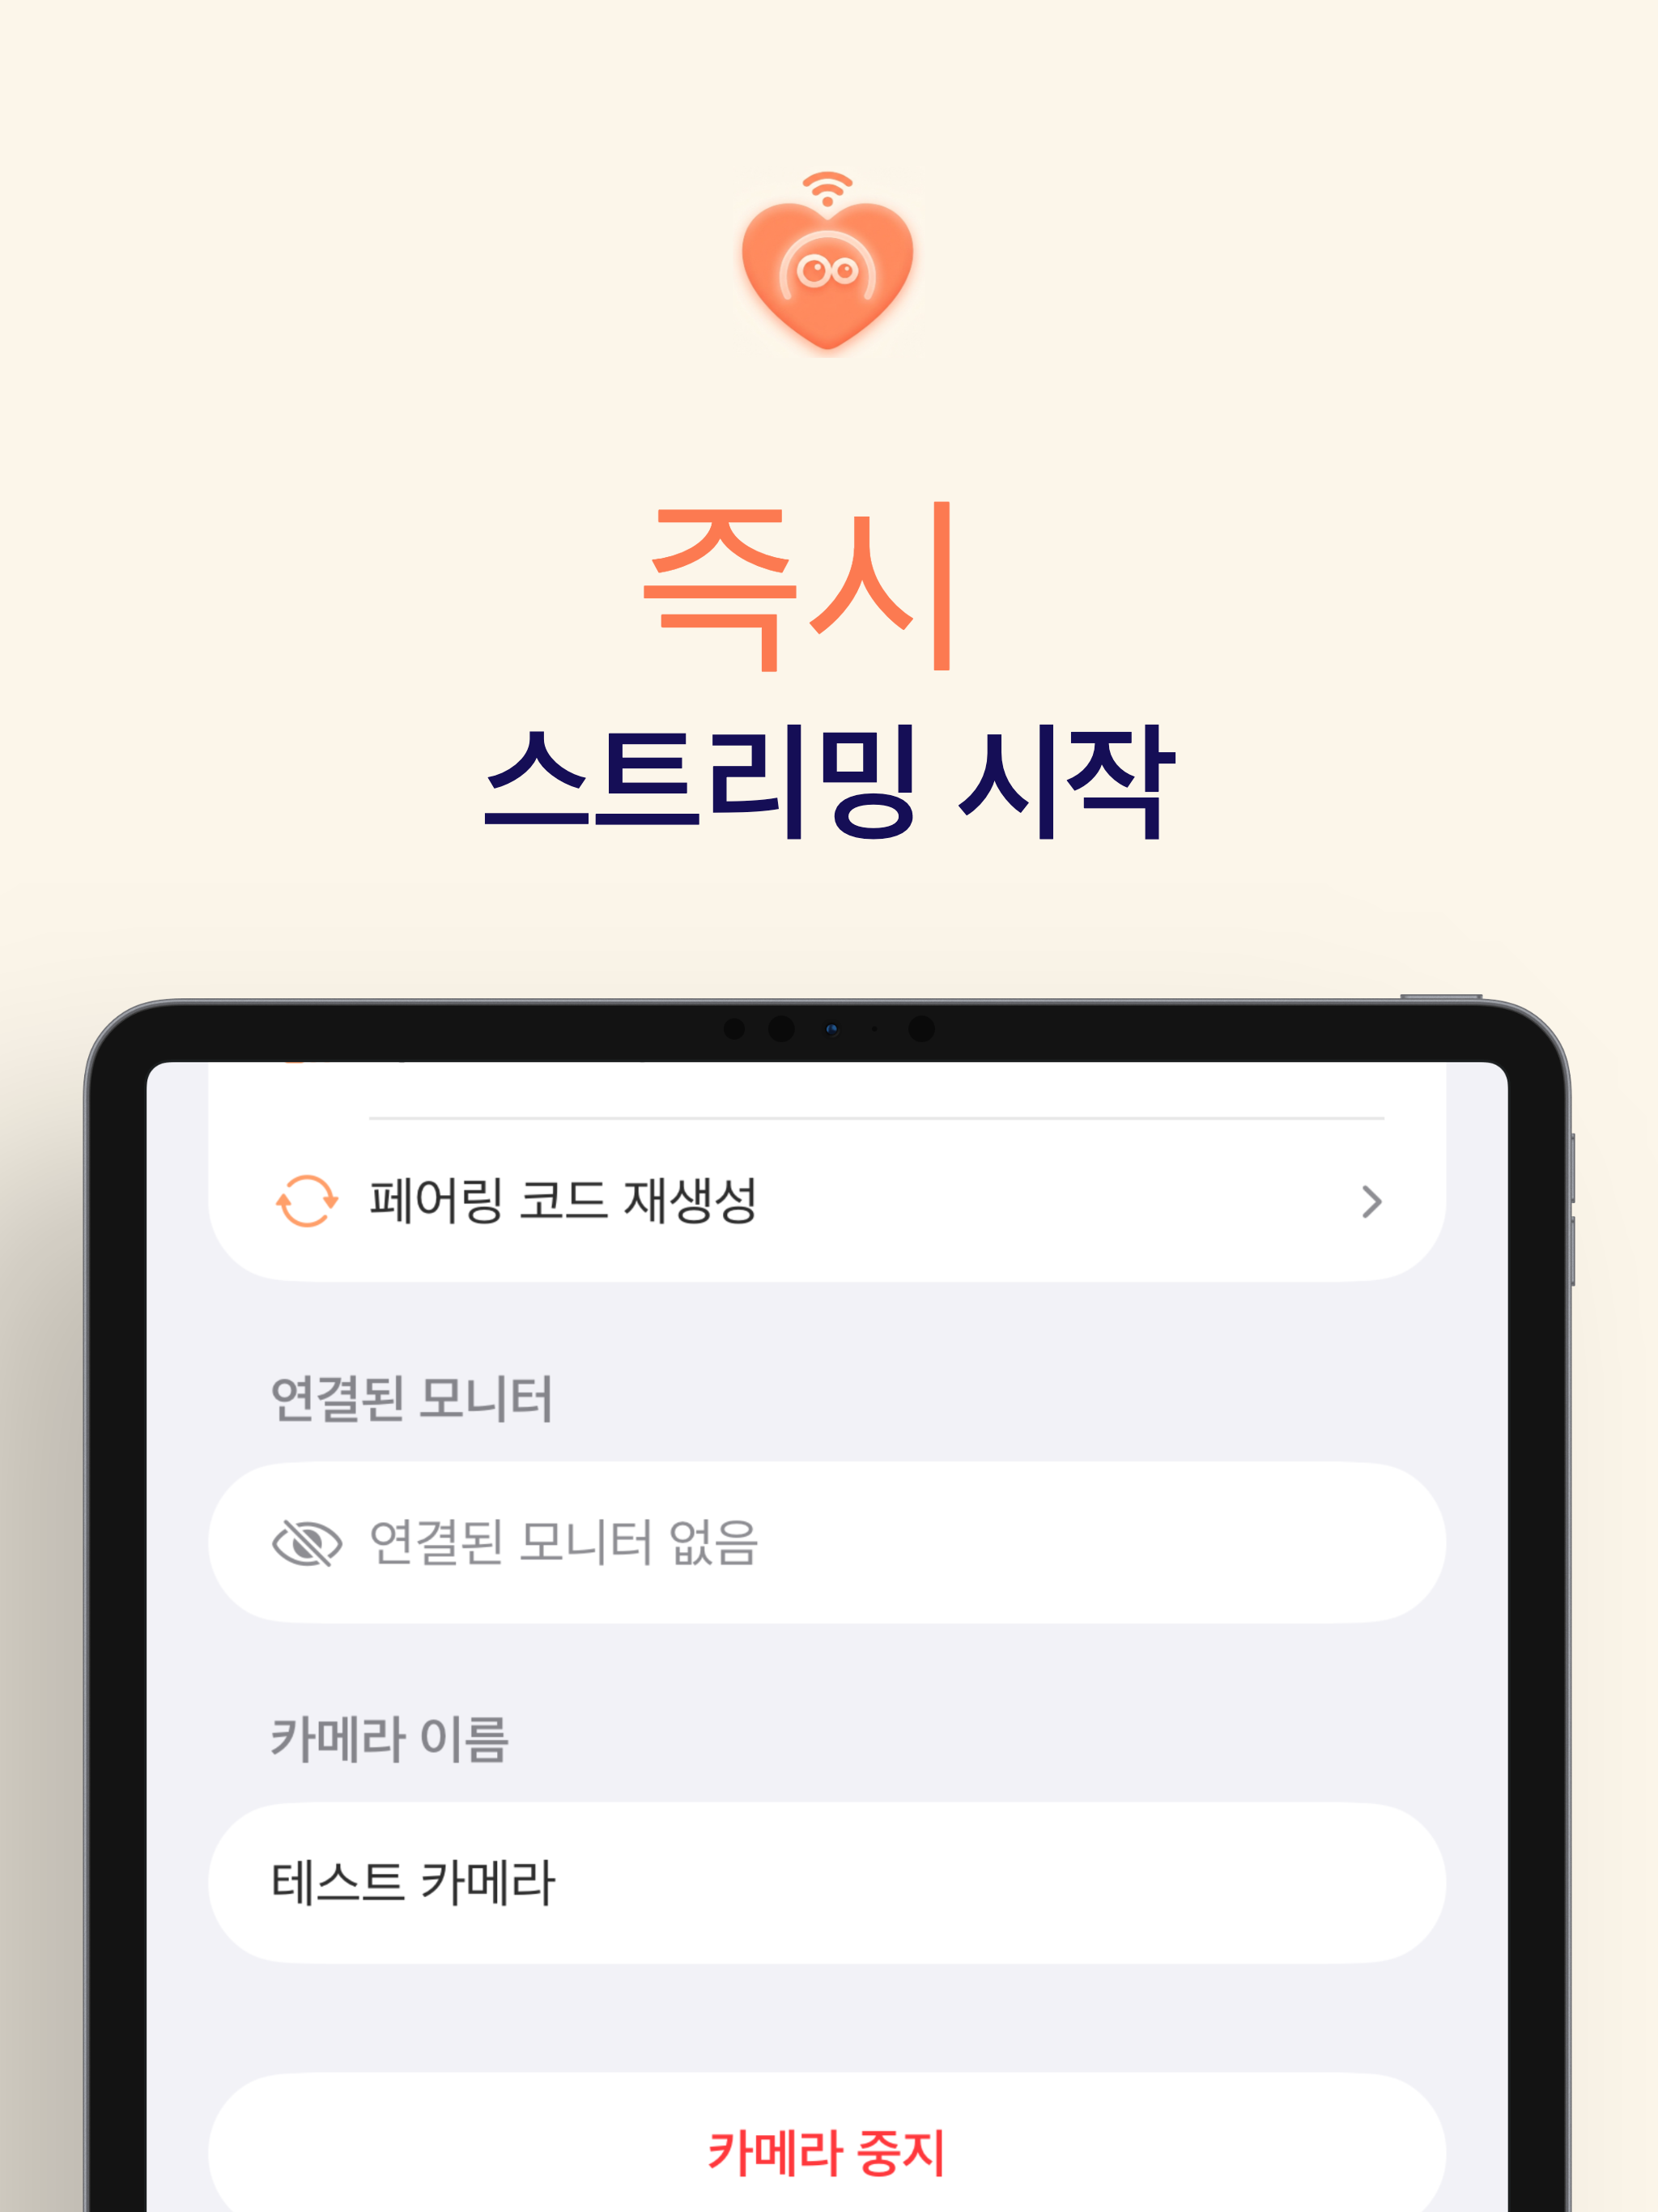 즉시
스트리밍 시작
페어링 코드 재생성
연결된 모니터
연결된 모니터 없음
카메라 이름
테스트 카메라
카메라 중지